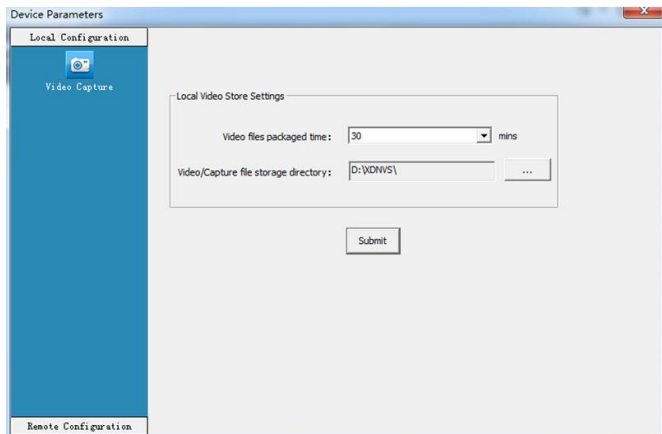 Device Parameters
Local Configuration
Video Capture
Local Video Store Settings
Video files packaged time: 30 mins
Video/Capture file storage directory: D:\XDNVS\ ...
Submit
Remote Configuration